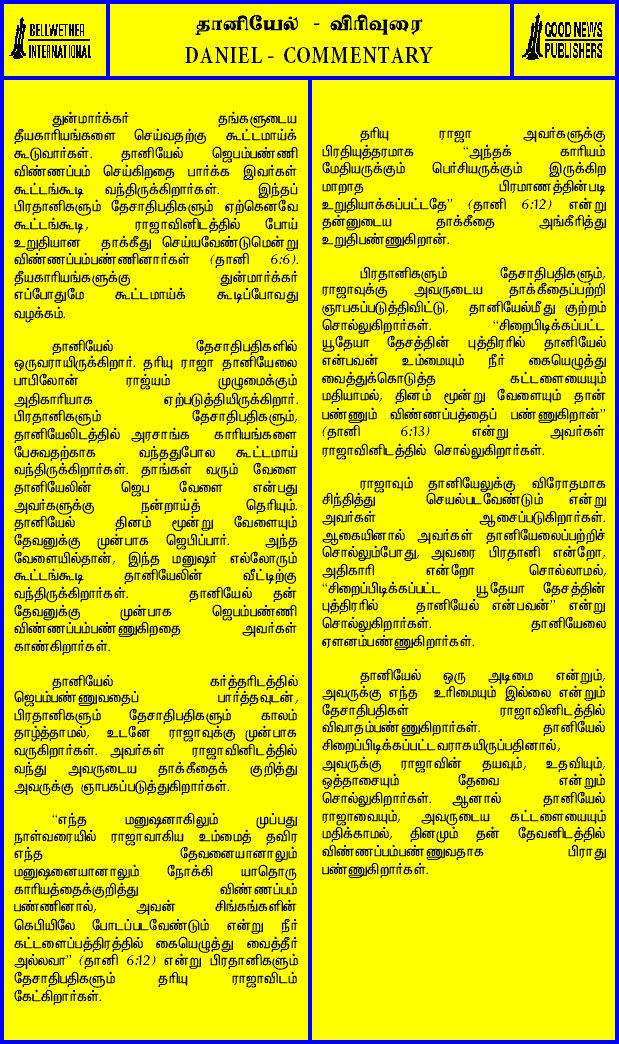 BELLWETHER
INTERNATIONAL
தானியேல் - விரிவுரை
DANIEL - COMMENTARY
GOOD NEWS
PUBLISHERS
துன்மார்க்கர் தங்களுடைய
தீயகாரியங்களை செய்வதற்கு கூட்டமாய்க்
கூடுவார்கள். தானியேல் ஜெபம்பண்ணி
விண்ணப்பம் செய்கிறதை பார்க்க இவர்கள்
கூட்டங்கூடி வந்திருக்கிறார்கள். இந்தப்
பிரதானிகளும் தேசாதிபதிகளும் ஏற்கெனவே
கூட்டங்கூடி, ராஜாவினிடத்தில் போய்
உறுதியான தாக்கீது செய்யவேண்டுமென்று
விண்ணப்பம்பண்ணினார்கள் (தானி 6:6).
தீயகாரியங்களுக்கு துன்மார்க்கர்
எப்போதுமே கூட்டமாய்க் கூடிப்போவது
வழக்கம்.
தானியேல் தேசாதிபதிகளில்
ஒருவராயிருக்கிறார். தரியு ராஜா தானியேலை
பாபிலோன் ராஜ்யம் முழுமைக்கும்
அதிகாரியாக ஏற்படுத்தியிருக்கிறார்.
பிரதானிகளும் தேசாதிபதிகளும்,
தானியேலிடத்தில் அரசாங்க காரியங்களை
பேசுவதற்காக வந்ததுபோல கூட்டமாய்
வந்திருக்கிறார்கள். தாங்கள் வரும் வேளை
தானியேலின் ஜெப வேளை என்பது
அவர்களுக்கு நன்றாய்த் தெரியும்.
தானியேல் தினம் மூன்று வேளையும்
தேவனுக்கு முன்பாக ஜெபிப்பார். அந்த
வேளையில்தான், இந்த மனுஷர் எல்லோரும்
கூட்டங்கூடி தானியேலின் வீட்டிற்கு
வந்திருக்கிறார்கள். தானியேல் தன்
தேவனுக்கு முன்பாக ஜெபம்பண்ணி
விண்ணப்பம்பண்ணுகிறதை அவர்கள்
காண்கிறார்கள்.
தானியேல் கர்த்தரிடத்தில்
ஜெபம்பண்ணுவதைப் பார்த்தவுடன்,
பிரதானிகளும் தேசாதிபதிகளும் காலம்
தாழ்த்தாமல், உடனே ராஜாவுக்கு முன்பாக
வருகிறார்கள். அவர்கள் ராஜாவினிடத்தில்
வந்து அவருடைய தாக்கீதைக் குறித்து
அவருக்கு ஞாபகப்படுத்துகிறார்கள்.
“எந்த மனுஷனாகிலும் முப்பது
நாள்வரையில் ராஜாவாகிய உம்மைத் தவிர
எந்த தேவனையானாலும்
மனுஷனையானாலும் நோக்கி யாதொரு
காரியத்தைக்குறித்து விண்ணப்பம்
பண்ணினால், அவன் சிங்கங்களின்
கெபியிலே போடப்படவேண்டும் என்று நீர்
கட்டளைப்பத்திரத்தில் கையெழுத்து வைத்தீர்
அல்லவா” (தானி 6:12) என்று பிரதானிகளும்
தேசாதிபதிகளும் தரியு ராஜாவிடம்
கேட்கிறார்கள்.
தரியு ராஜா அவர்களுக்கு
பிரதியுத்தரமாக “அந்தக் காரியம்
மேதியருக்கும் பெர்சியருக்கும் இருக்கிற
மாறாத பிரமாணத்தின்படி
உறுதியாக்கப்பட்டதே” (தானி 6:12) என்று
தன்னுடைய தாக்கீதை அங்கீரித்து
உறுதிபண்ணுகிறான்.
பிரதானிகளும் தேசாதிபதிகளும்,
ராஜாவுக்கு அவருடைய தாக்கீதைப்பற்றி
ஞாபகப்படுத்திவிட்டு, தானியேல்மீது குற்றம்
சொல்லுகிறார்கள். “சிறைபிடிக்கப்பட்ட
யூதேயா தேசத்தின் புத்திரரில் தானியேல்
என்பவன் உம்மையும் நீர் கையெழுத்து
வைத்துக்கொடுத்த கட்டளையையும்
மதியாமல், தினம் மூன்று வேளையும் தான்
பண்ணும் விண்ணப்பத்தைப் பண்ணுகிறான்”
(தானி 6:13) என்று அவர்கள்
ராஜாவினிடத்தில் சொல்லுகிறார்கள்.
ராஜாவும் தானியேலுக்கு விரோதமாக
சிந்தித்து செயல்படவேண்டும் என்று
அவர்கள் ஆசைப்படுகிறார்கள்.
ஆகையினால் அவர்கள் தானியேலைப்பற்றிச்
சொல்லும்போது, அவரை பிரதானி என்றோ,
அதிகாரி என்றோ சொல்லாமல்,
“சிறைப்பிடிக்கப்பட்ட யூதேயா தேசத்தின்
புத்திரரில் தானியேல் என்பவன்” என்று
சொல்லுகிறார்கள். தானியேலை
ஏளனம்பண்ணுகிறார்கள்.
தானியேல் ஒரு அடிமை என்றும்,
அவருக்கு எந்த உரிமையும் இல்லை என்றும்
தேசாதிபதிகள் ராஜாவினிடத்தில்
விவாதம்பண்ணுகிறார்கள். தானியேல்
சிறைப்பிடிக்கப்பட்டவராகயிருப்பதினால்,
அவருக்கு ராஜாவின் தயவும், உதவியும்,
ஒத்தாசையும் தேவை என்றும்
சொல்லுகிறார்கள். ஆனால் தானியேல்
ராஜாவையும், அவருடைய கட்டளையையும்
மதிக்காமல், தினமும் தன் தேவனிடத்தில்
விண்ணப்பம்பண்ணுவதாக பிராது
பண்ணுகிறார்கள்.